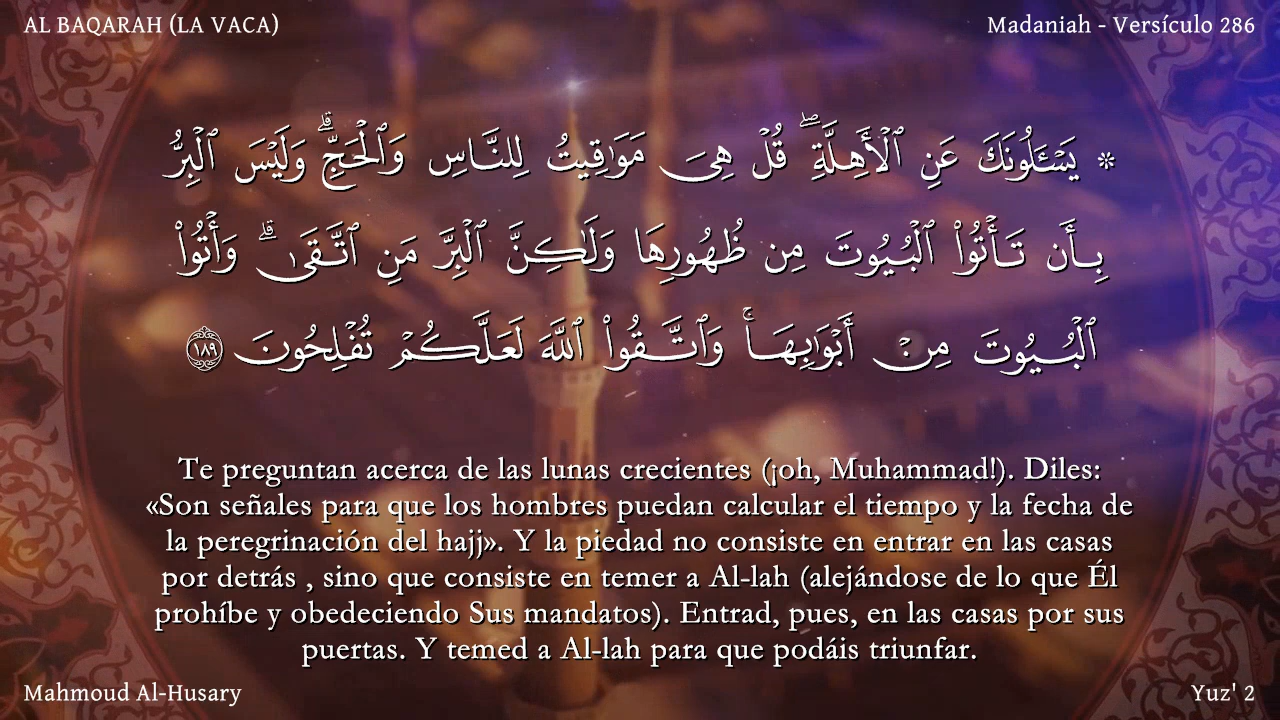 AL BAQARAH (LA VACA)
Madaniah - Versículo 286
۞ يَسْـَٔلُونَكَ عَنِ ٱلْأَهِلَّةِ ۖ قُلْ هِىَ مَوَٰقِيتُ لِلنَّاسِ وَٱلْحَجِّ ۗ وَلَيْسَ ٱلْبِرُّ
بِأَن تَأْتُوا۟ ٱلْبُيُوتَ مِن ظُهُورِهَا وَلَـٰكِنَّ ٱلْبِرَّ مَنِ ٱتَّقَىٰ ۗ وَأْتُوا۟
ٱلْبُيُوتَ مِنْ أَبْوَٰبِهَا ۚ وَٱتَّقُوا۟ ٱللَّهَ لَعَلَّكُمْ تُفْلِحُونَ ١٨٩
Te preguntan acerca de las lunas crecientes (¡oh, Muhammad!). Diles:
«Son señales para que los hombres puedan calcular el tiempo y la fecha de
la peregrinación del hajj». Y la piedad no consiste en entrar en las casas
por detrás , sino que consiste en temer a Al-lah (alejándose de lo que Él
prohíbe y obedeciendo Sus mandatos). Entrad, pues, en las casas por sus
puertas. Y temed a Al-lah para que podáis triunfar.
Mahmoud Al-Husary
Yuz' 2